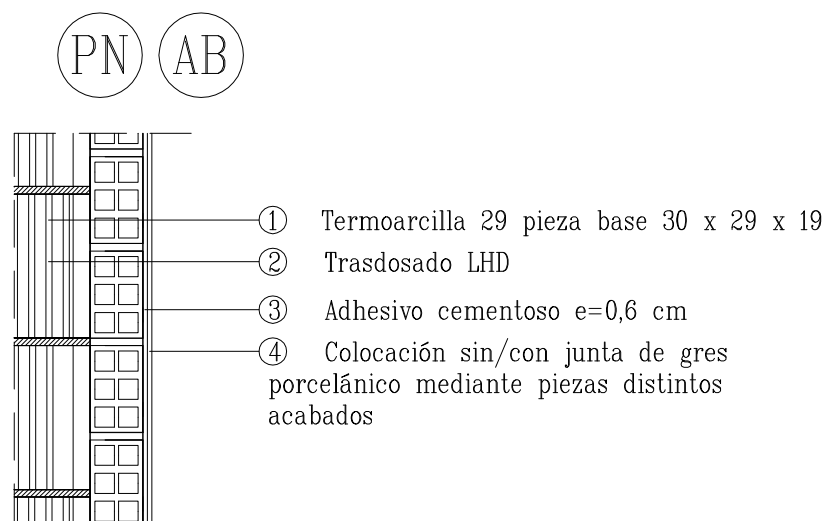 PN AB
1 Termoarcilla 29 pieza base 30 x 29 x 19
2 Trasdosado LHD
3 Adhesivo cementoso e=0,6 cm
4 Colocación sin/con junta de gres
porcelánico mediante piezas distintos
acabados